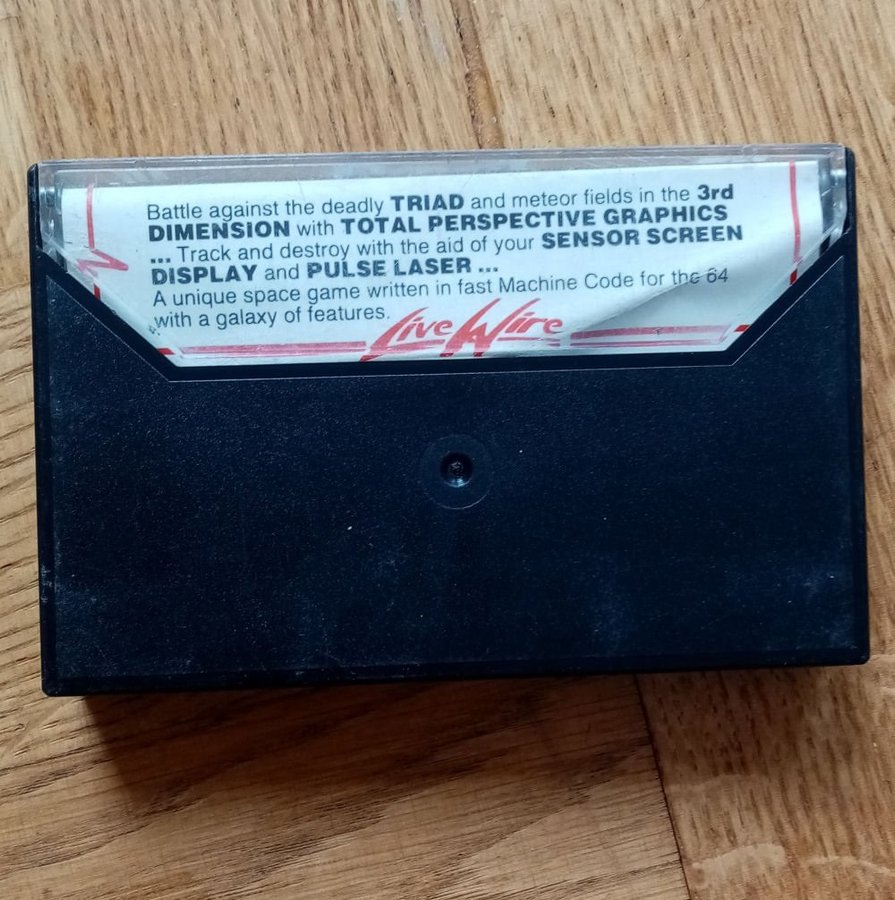 Battle against the deadly TRIAD and meteor fields in the 3rd
DIMENSION with TOTAL PERSPECTIVE GRAPHICS
... Track and destroy with the aid of your SENSOR SCREEN
DISPLAY and PULSE LASER ...
A unique space game written in fast Machine Code for the 64
with a galaxy of features.
Live Wire